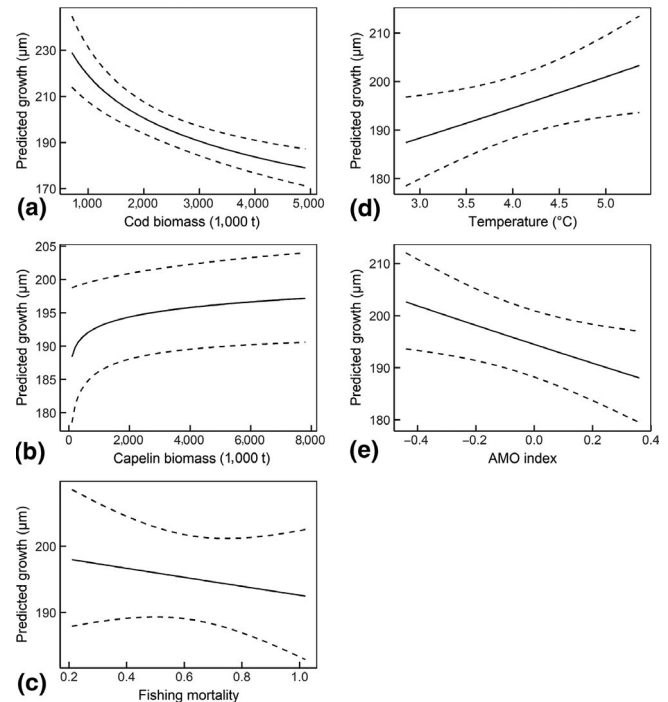 230
210
190
170
Predicted growth (µm)
1,000 2,000 3,000 4,000 5,000
(a) Cod biomass (1,000 t)
210
200
190
180
Predicted growth (µm)
3.0 3.5 4.0 4.5 5.0
(d) Temperature (°C)
205
200
195
190
185
180
Predicted growth (µm)
0 2,000 4,000 6,000 8,000
(b) Capelin biomass (1,000 t)
210
200
190
180
Predicted growth (µm)
−0.4 −0.2 0.0 0.2 0.4
(e) AMO index
200
190
Predicted growth (µm)
0.2 0.4 0.6 0.8 1.0
(c) Fishing mortality